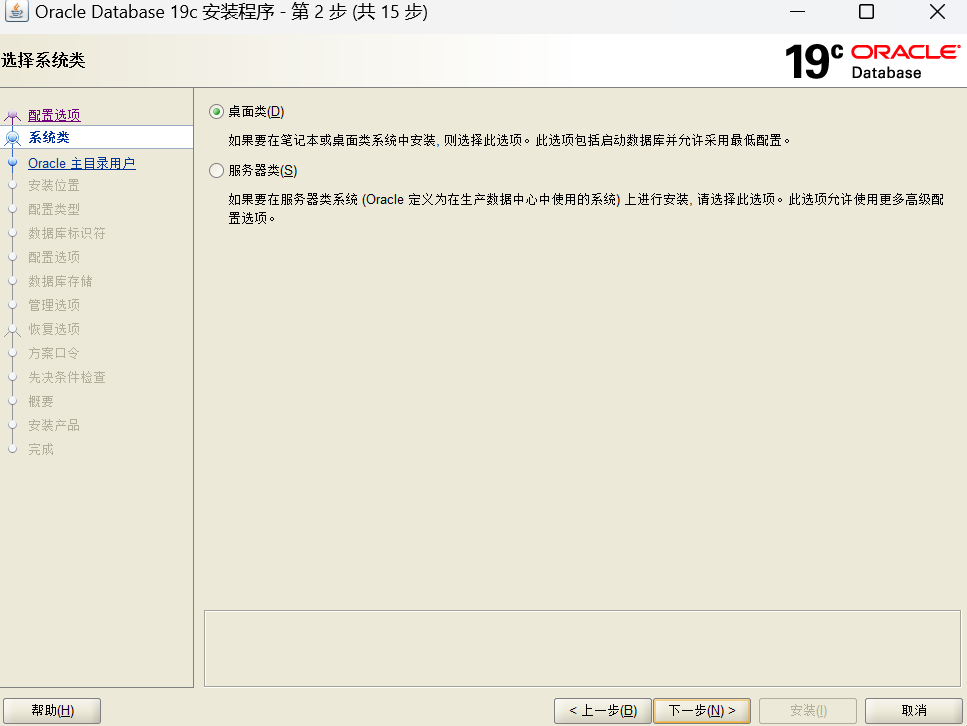 Oracle Database 19c 安装程序 - 第 2 步 (共 15 步)
选择系统类
19c ORACLE
Database
配置选项
系统类
Oracle 主目录用户
安装位置
配置类型
数据库标识符
配置选项
数据库存储
管理选项
恢复选项
方案口令
先决条件检查
概要
安装产品
完成
桌面类(D)
如果要在笔记本或桌面类系统中安装, 则选择此选项。此选项包括启动数据库并允许采用最低配置。
服务器类(S)
如果要在服务器类系统 (Oracle 定义为在生产数据中心中使用的系统) 上进行安装, 请选择此选项。此选项允许使用更多高级配
置选项。
帮助(H)
< 上一步(B)
下一步(N) >
安装(I)
取消